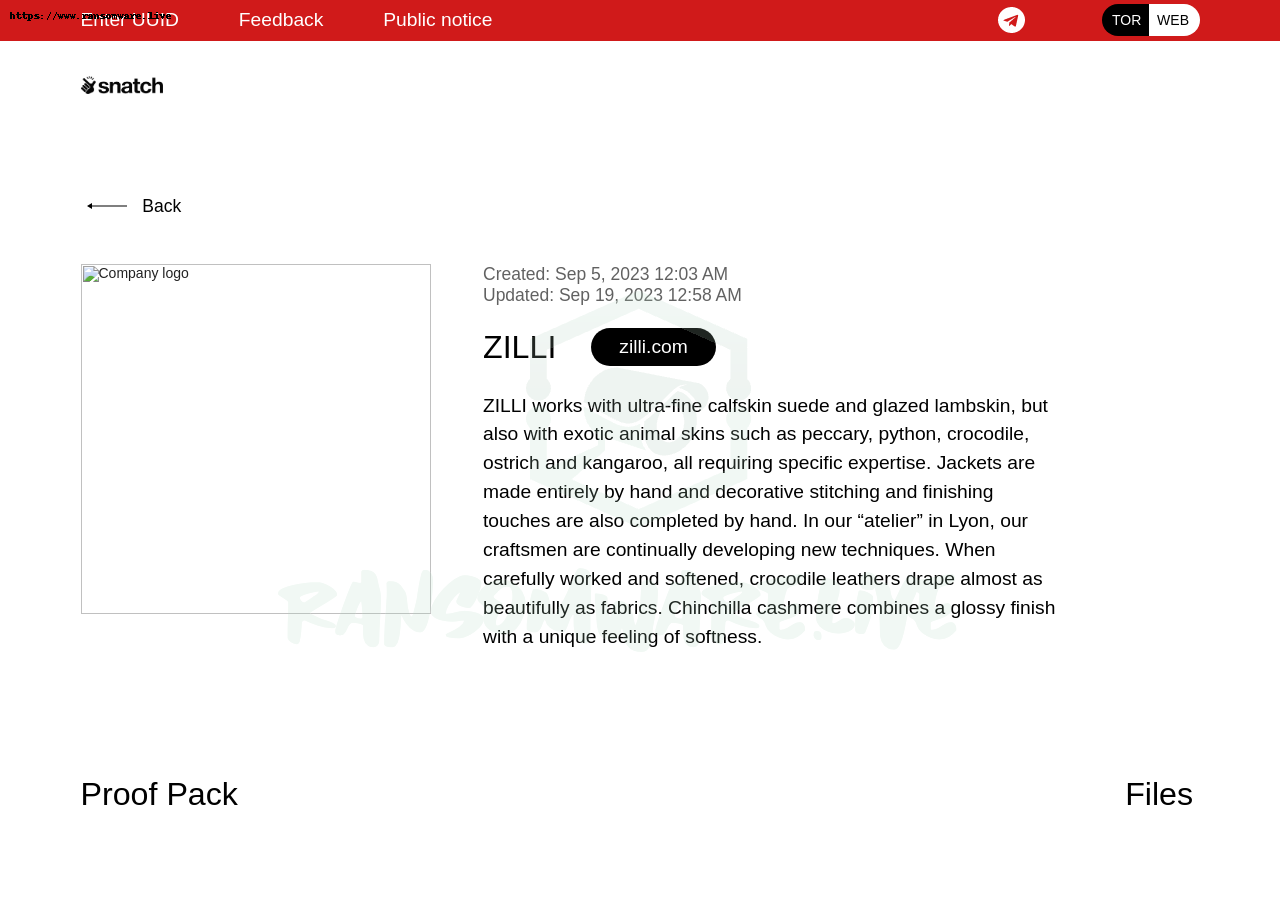 https://www.ransomware.live
Enter UUID
Feedback
Public notice
TOR
WEB
snatch
Back
Company logo
Created: Sep 5, 2023 12:03 AM
Updated: Sep 19, 2023 12:58 AM
ZILLI
zilli.com
ZILLI works with ultra-fine calfskin suede and glazed lambskin, but
also with exotic animal skins such as peccary, python, crocodile,
ostrich and kangaroo, all requiring specific expertise. Jackets are
made entirely by hand and decorative stitching and finishing
touches are also completed by hand. In our “atelier” in Lyon, our
craftsmen are continually developing new techniques. When
carefully worked and softened, crocodile leathers drape almost as
beautifully as fabrics. Chinchilla cashmere combines a glossy finish
with a unique feeling of softness.
RANSOMWARE.LIVE
Proof Pack
Files